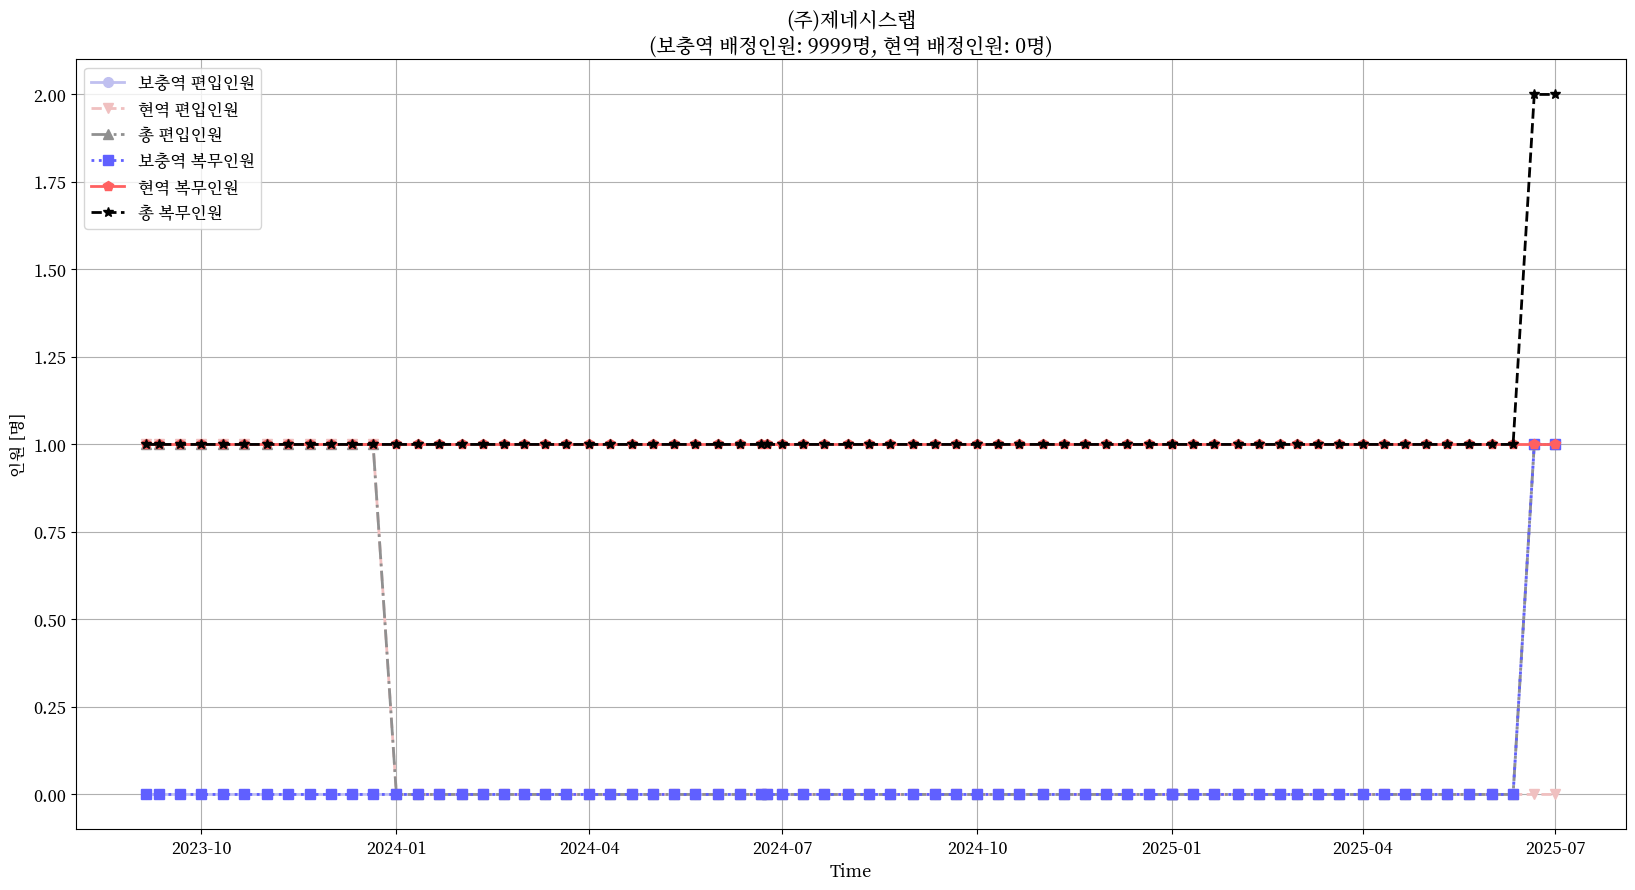 (주)제네시스랩
(보충역 배정인원: 9999명, 현역 배정인원: 0명)
보충역 편입인원
현역 편입인원
총 편입인원
보충역 복무인원
현역 복무인원
총 복무인원
2.00
1.75
1.50
1.25
1.00
0.75
0.50
0.25
0.00
인원 [명]
2023-10 2024-01 2024-04 2024-07 2024-10 2025-01 2025-04 2025-07
Time